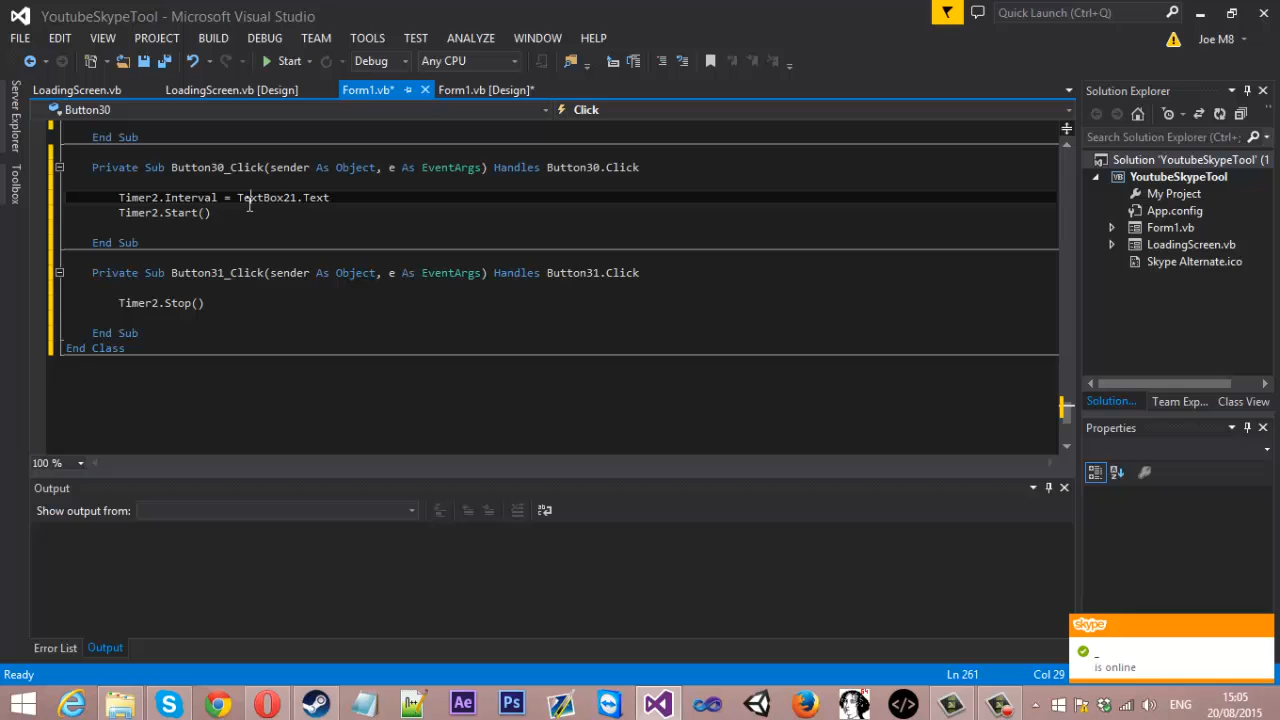 YoutubeSkypeTool - Microsoft Visual Studio
Quick Launch (Ctrl+Q)
FILE EDIT VIEW PROJECT BUILD DEBUG TEAM TOOLS TEST ANALYZE WINDOW HELP
Joe M8
Start Debug Any CPU
Server Explorer
Toolbox
LoadingScreen.vb LoadingScreen.vb [Design] Form1.vb* Form1.vb [Design]*
Button30 Click
End Sub
Private Sub Button30_Click(sender As Object, e As EventArgs) Handles Button30.Click
Timer2.Interval = TextBox21.Text
Timer2.Start()
End Sub
Private Sub Button31_Click(sender As Object, e As EventArgs) Handles Button31.Click
Timer2.Stop()
End Sub
End Class
100 %
Output
Show output from:
Error List Output
Solution Explorer
Search Solution Explorer (Ctrl+;
Solution 'YoutubeSkypeTool' (1
YoutubeSkypeTool
My Project
App.config
Form1.vb
LoadingScreen.vb
Skype Alternate.ico
Solution... Team Exp... Class View
Properties
skype
_
is online
Ready Ln 261 Col 29
Ae Ps
ENG
15:05
20/08/2015